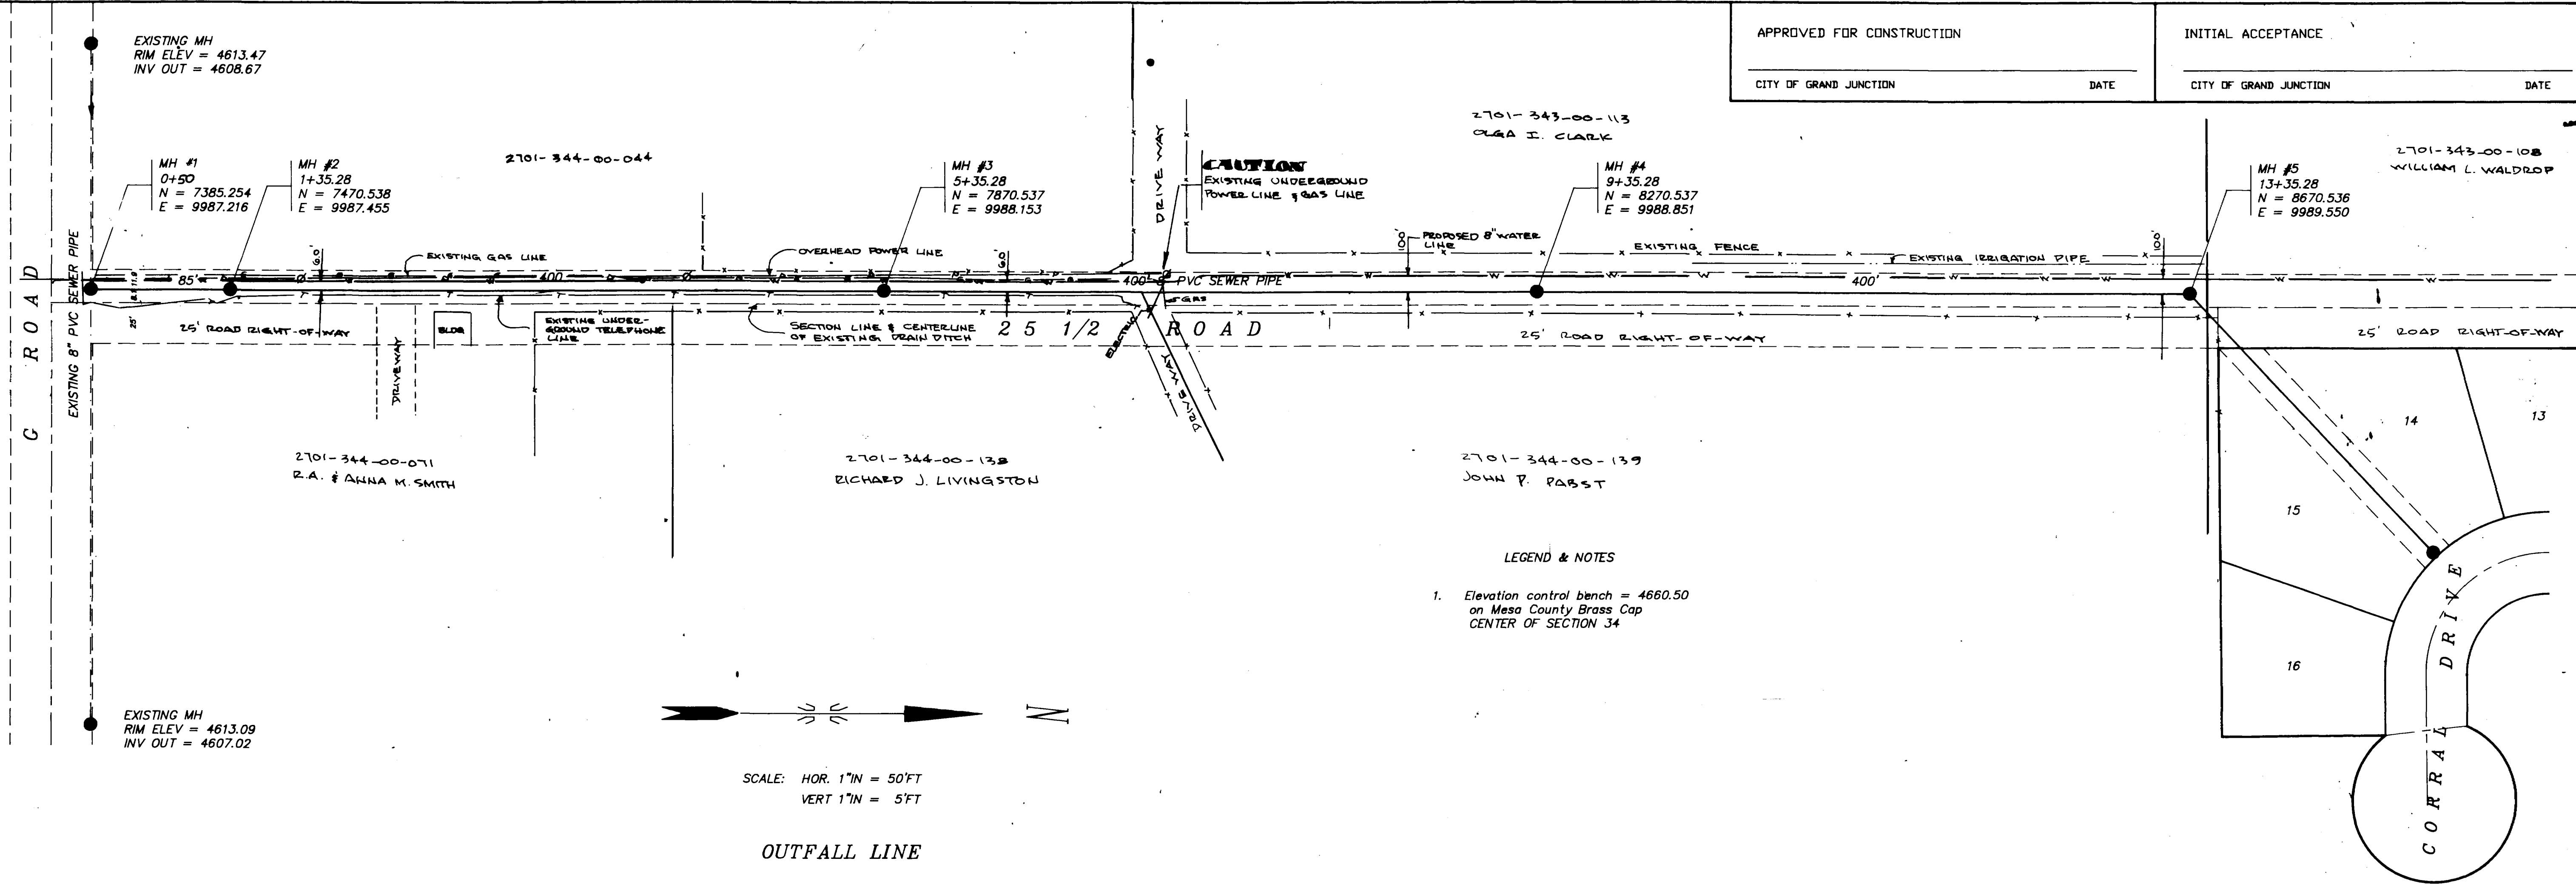 EXISTING MH
RIM ELEV = 4613.47
INV OUT = 4608.67
APPROVED FOR CONSTRUCTION
CITY OF GRAND JUNCTION DATE
INITIAL ACCEPTANCE
CITY OF GRAND JUNCTION DATE
MH #1
0+50
N = 7385.254
E = 9987.216
MH #2
1+35.28
N = 7470.538
E = 9987.455
2701-344-00-044
MH #3
5+35.28
N = 7870.537
E = 9988.153
DRIVE WAY
CAUTION
EXISTING UNDERGROUND
POWER LINE & GAS LINE
2701-343-00-113
OLGA I. CLARK
MH #4
9+35.28
N = 8270.537
E = 9988.851
MH #5
13+35.28
N = 8670.536
E = 9989.550
2701-343-00-108
WILLIAM L. WALDROP
G ROAD
EXISTING 8" PVC SEWER PIPE
85'
25'
6.0'
EXISTING GAS LINE
400
OVERHEAD POWER LINE
6.0'
400' 8" PVC SEWER PIPE
10.0'
PROPOSED 8" WATER
LINE
EXISTING FENCE
EXISTING IRRIGATION PIPE
10.0'
400'
25' ROAD RIGHT-OF-WAY
DRIVEWAY
BLDG
EXISTING UNDER-
GROUND TELEPHONE
LINE
SECTION LINE & CENTERLINE
OF EXISTING DRAIN DITCH
25 1/2 ROAD
GAS
ELECTRIC
DRIVE WAY
25' ROAD RIGHT-OF-WAY
25' ROAD RIGHT-OF-WAY
2701-344-00-071
R.A. & ANNA M. SMITH
2701-344-00-138
RICHARD J. LIVINGSTON
2701-344-00-139
JOHN P. PABST
13
14
15
16
CORRAL DRIVE
LEGEND & NOTES
1. Elevation control bench = 4660.50
on Mesa County Brass Cap
CENTER OF SECTION 34
EXISTING MH
RIM ELEV = 4613.09
INV OUT = 4607.02
N
SCALE: HOR. 1"IN = 50'FT
VERT 1"IN = 5'FT
OUTFALL LINE